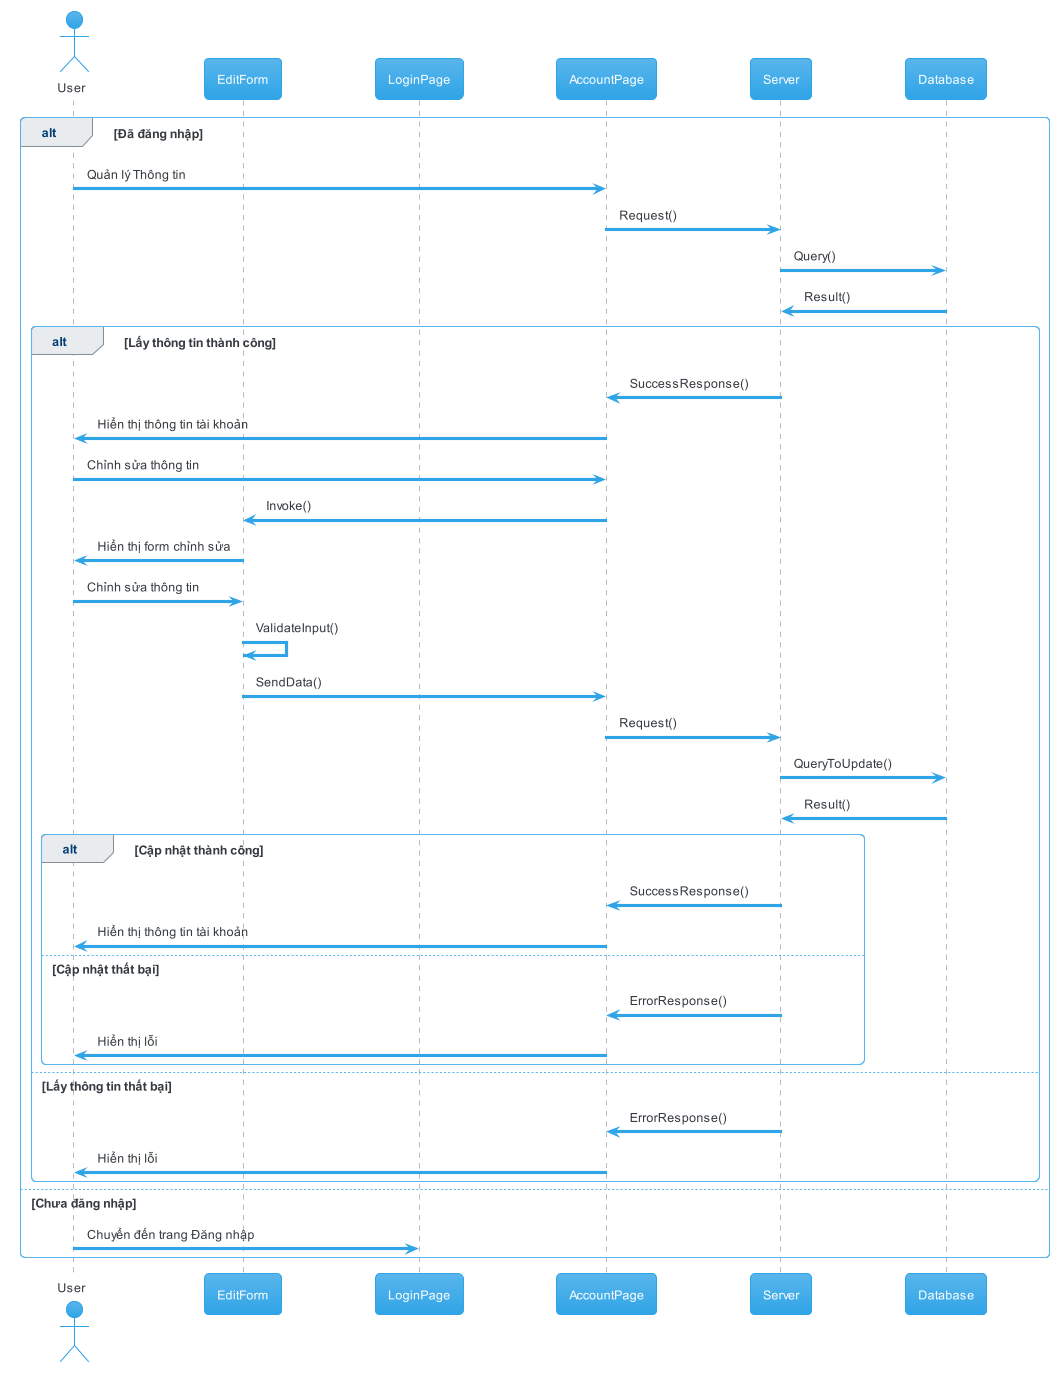 User
EditForm
LoginPage
AccountPage
Server
Database
alt
[Đã đăng nhập]
Quản lý Thông tin
Request()
Query()
Result()
alt
[Lấy thông tin thành công]
SuccessResponse()
Hiển thị thông tin tài khoản
Chỉnh sửa thông tin
Invoke()
Hiển thị form chỉnh sửa
Chỉnh sửa thông tin
ValidateInput()
SendData()
Request()
QueryToUpdate()
Result()
alt
[Cập nhật thành công]
SuccessResponse()
Hiển thị thông tin tài khoản
[Cập nhật thất bại]
ErrorResponse()
Hiển thị lỗi
[Lấy thông tin thất bại]
ErrorResponse()
Hiển thị lỗi
[Chưa đăng nhập]
Chuyển đến trang Đăng nhập
User
EditForm
LoginPage
AccountPage
Server
Database